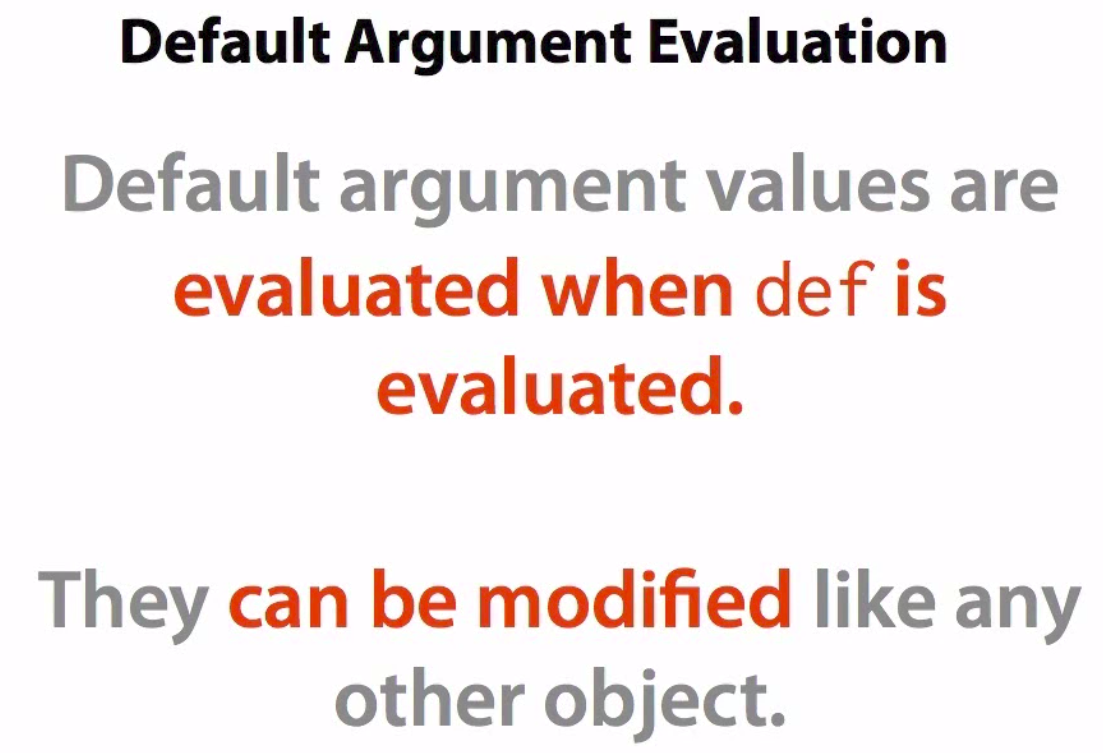 Default Argument Evaluation
Default argument values are
evaluated when def is
evaluated.
They can be modified like any
other object.